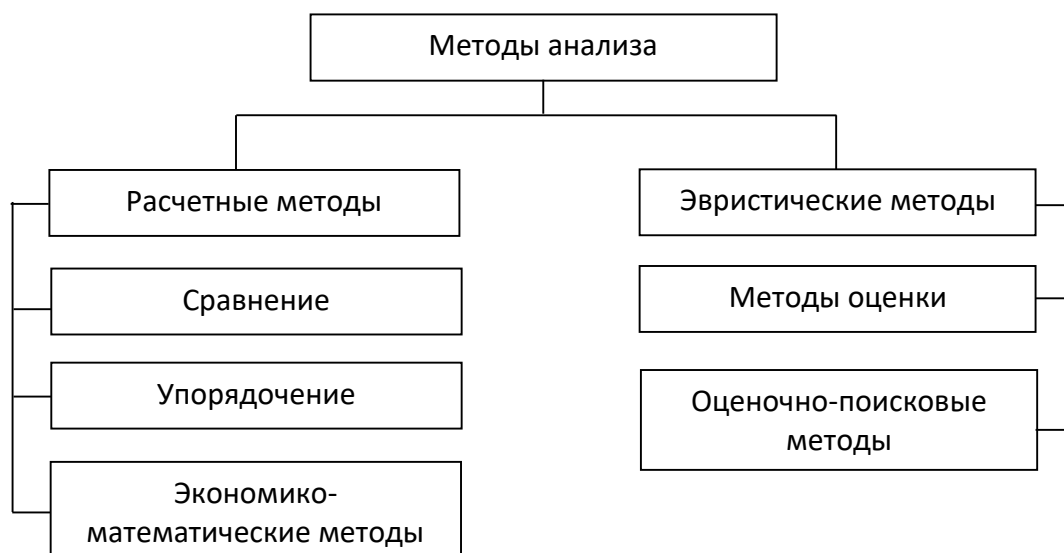 Методы анализа
Расчетные методы
Эвристические методы
Сравнение
Методы оценки
Упорядочение
Оценочно-поисковые
методы
Экономико-
математические методы